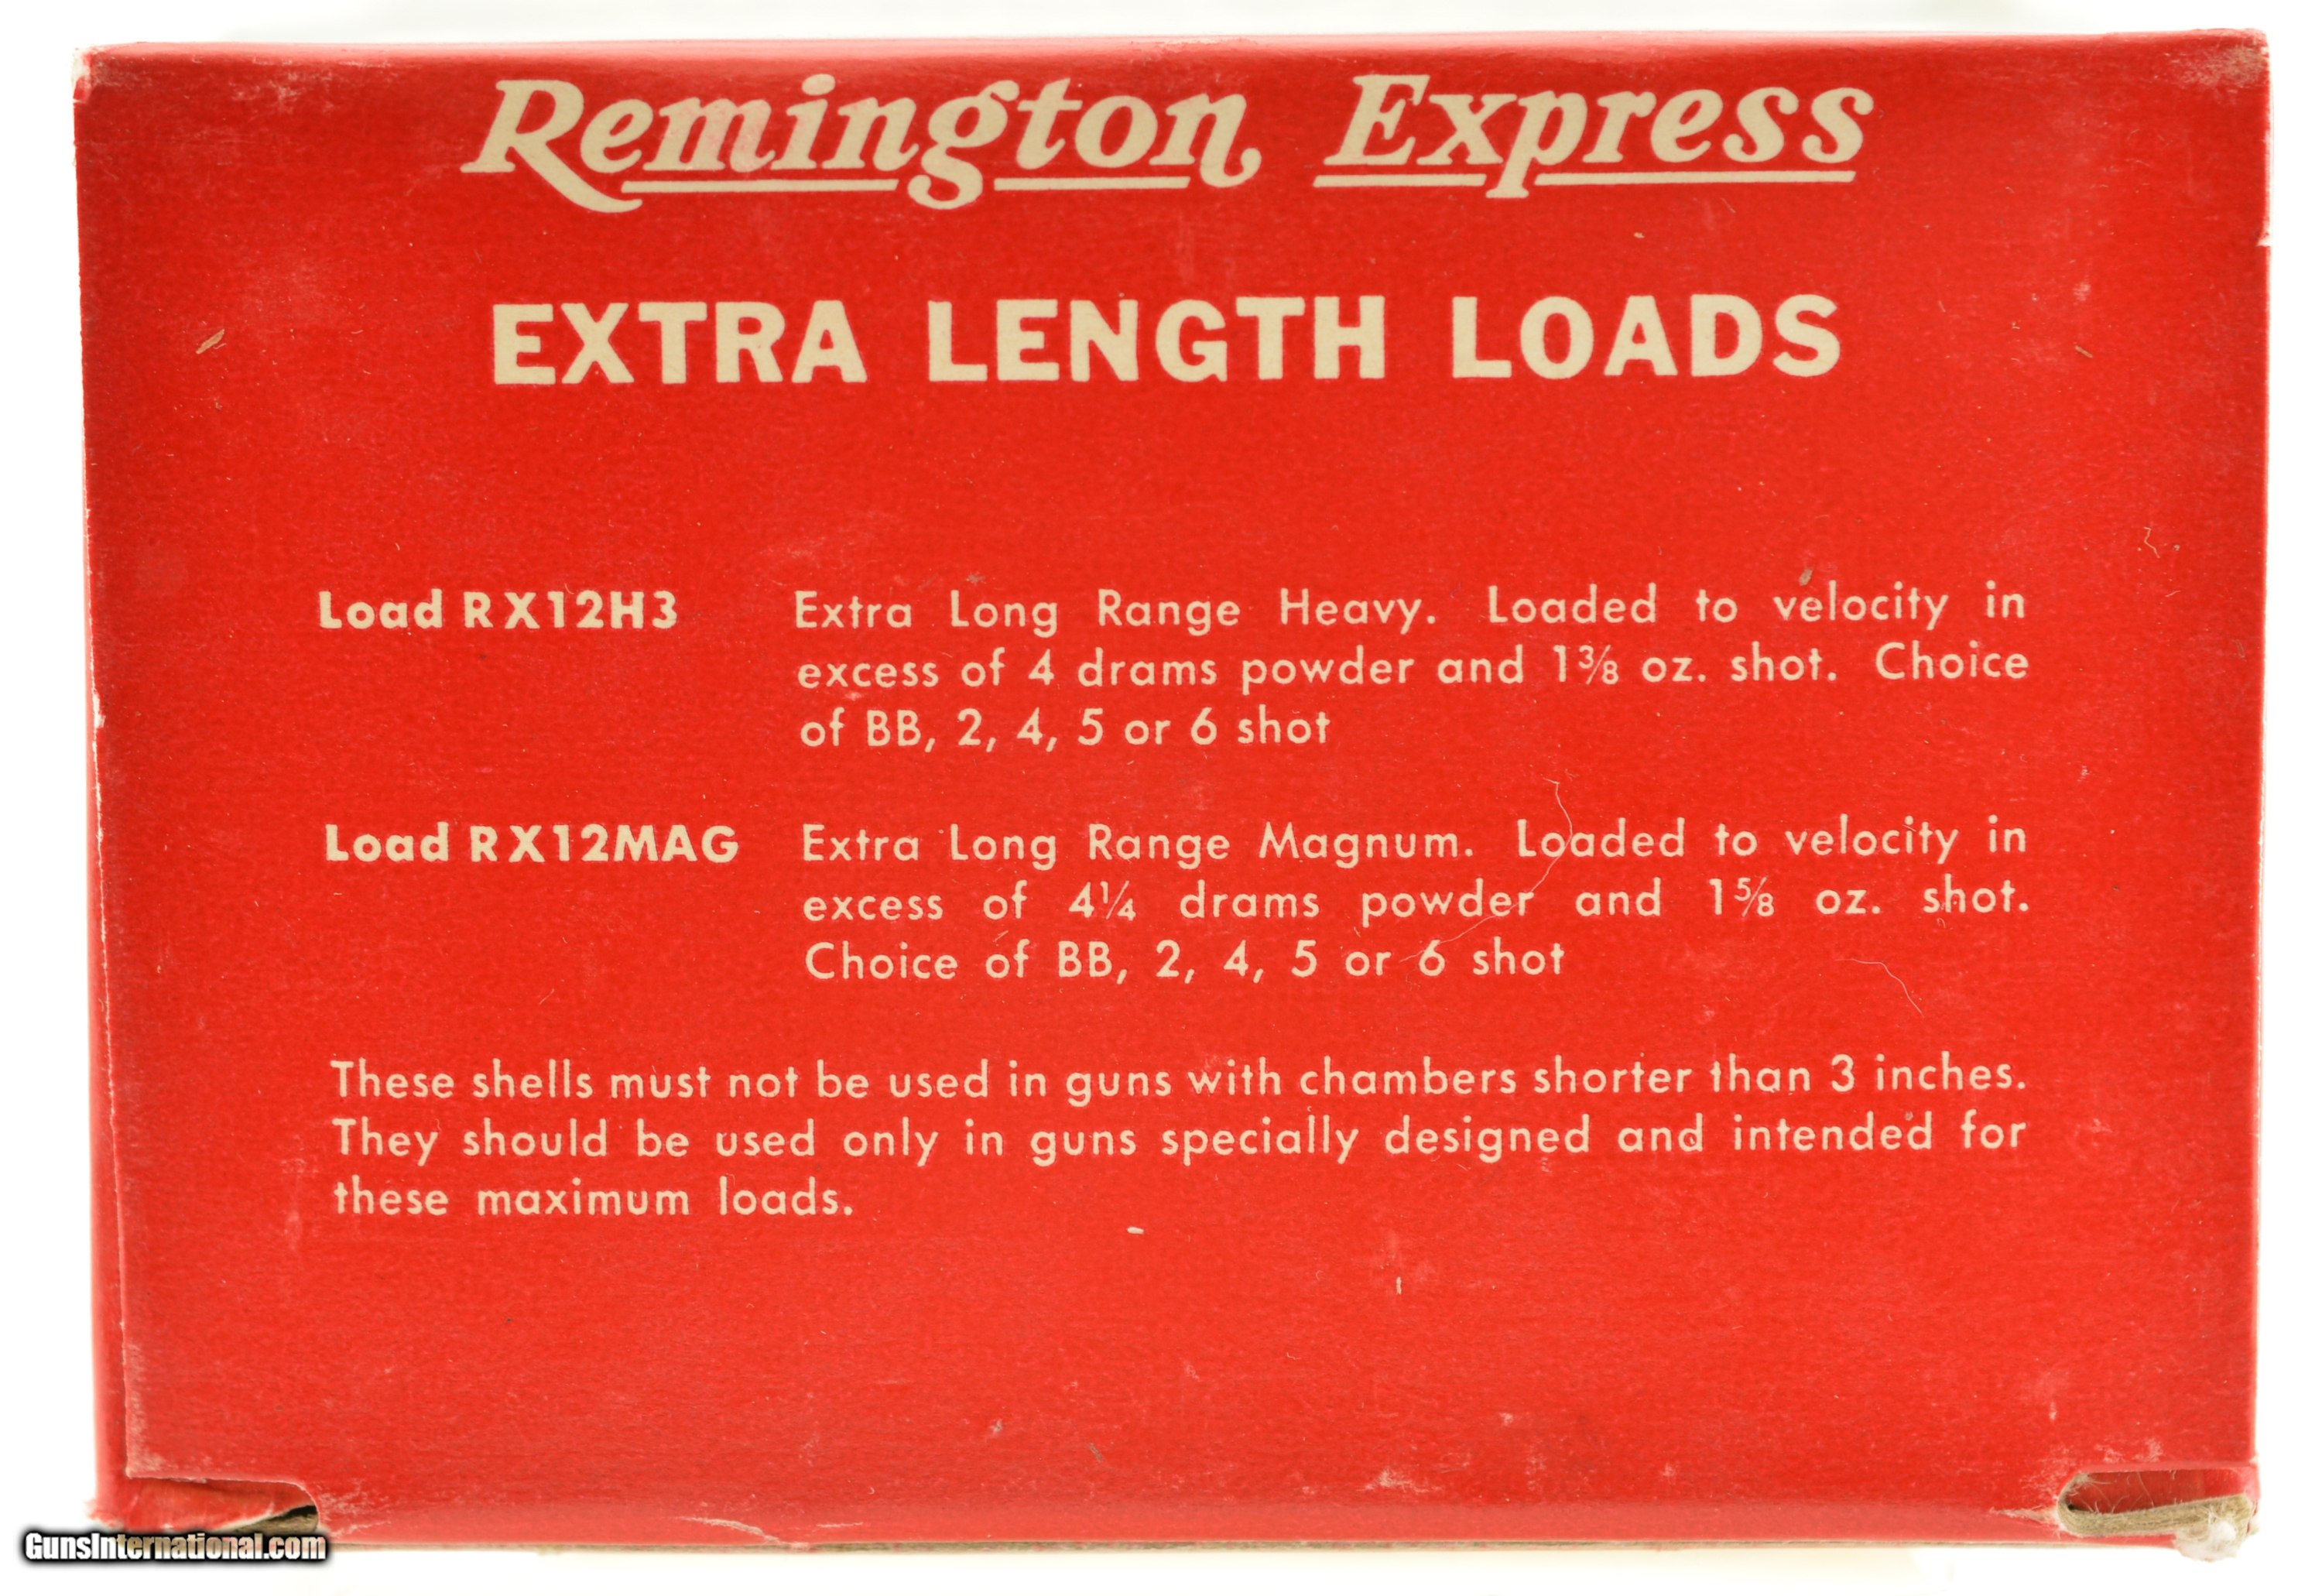 Remington Express
EXTRA LENGTH LOADS
Load RX12H3 Extra Long Range Heavy. Loaded to velocity in
excess of 4 drams powder and 1⅜ oz. shot. Choice
of BB, 2, 4, 5 or 6 shot
Load RX12MAG Extra Long Range Magnum. Loaded to velocity in
excess of 4¼ drams powder and 1⅝ oz. shot.
Choice of BB, 2, 4, 5 or 6 shot
These shells must not be used in guns with chambers shorter than 3 inches.
They should be used only in guns specially designed and intended for
these maximum loads.
GunsInternational.com